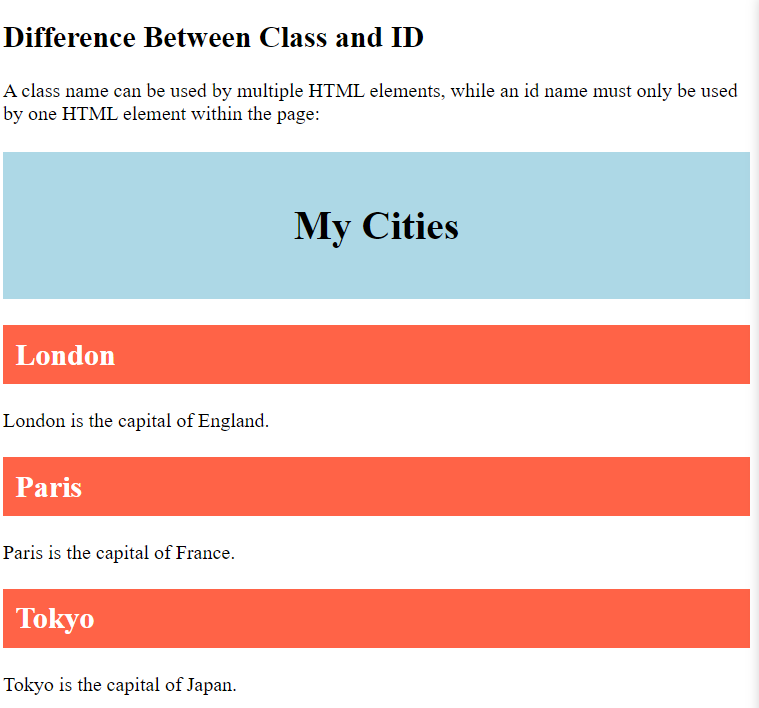 Difference Between Class and ID
A class name can be used by multiple HTML elements, while an id name must only be used
by one HTML element within the page:
My Cities
London
London is the capital of England.
Paris
Paris is the capital of France.
Tokyo
Tokyo is the capital of Japan.